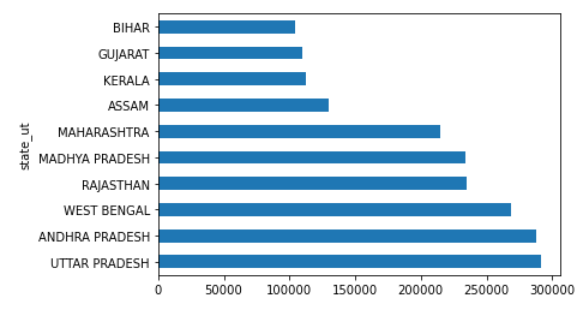 BIHAR
GUJARAT
KERALA
ASSAM
MAHARASHTRA
MADHYA PRADESH
RAJASTHAN
WEST BENGAL
ANDHRA PRADESH
UTTAR PRADESH
state_ut
0 50000 100000 150000 200000 250000 300000